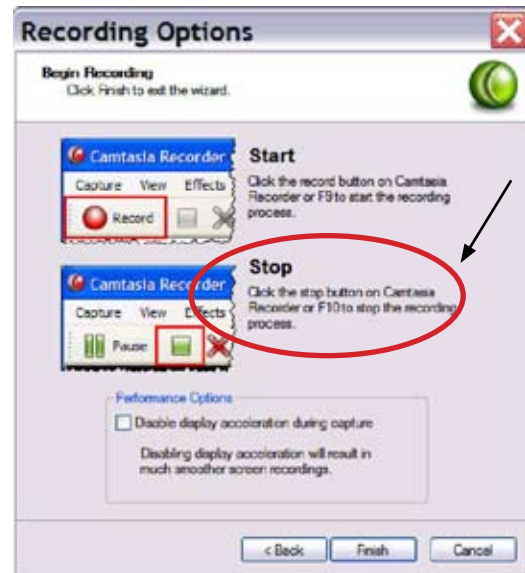 Recording Options
Begin Recording
Click Finish to exit the wizard.
Camtasia Recorder
Capture View Effects
Record
Start
Click the record button on Camtasia
Recorder or F9 to start the recording
process.
Camtasia Recorder
Capture View Effects
Pause
Stop
Click the stop button on Camtasia
Recorder or F10 to stop the recording
process.
Performance Options
Disable display acceleration during capture
Disabling display acceleration will result in
much smoother screen recordings.
< Back Finish Cancel